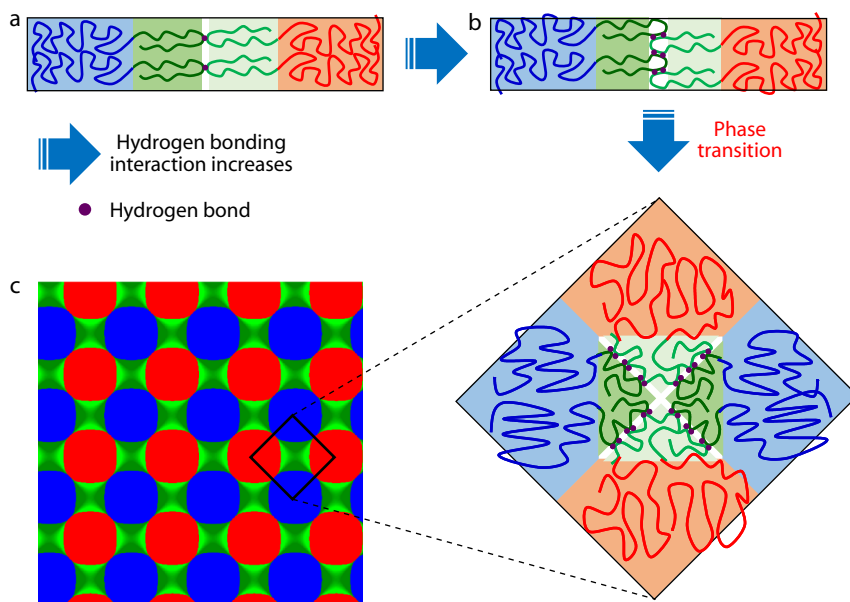 a
b
Hydrogen bonding
interaction increases
Phase
transition
Hydrogen bond
c